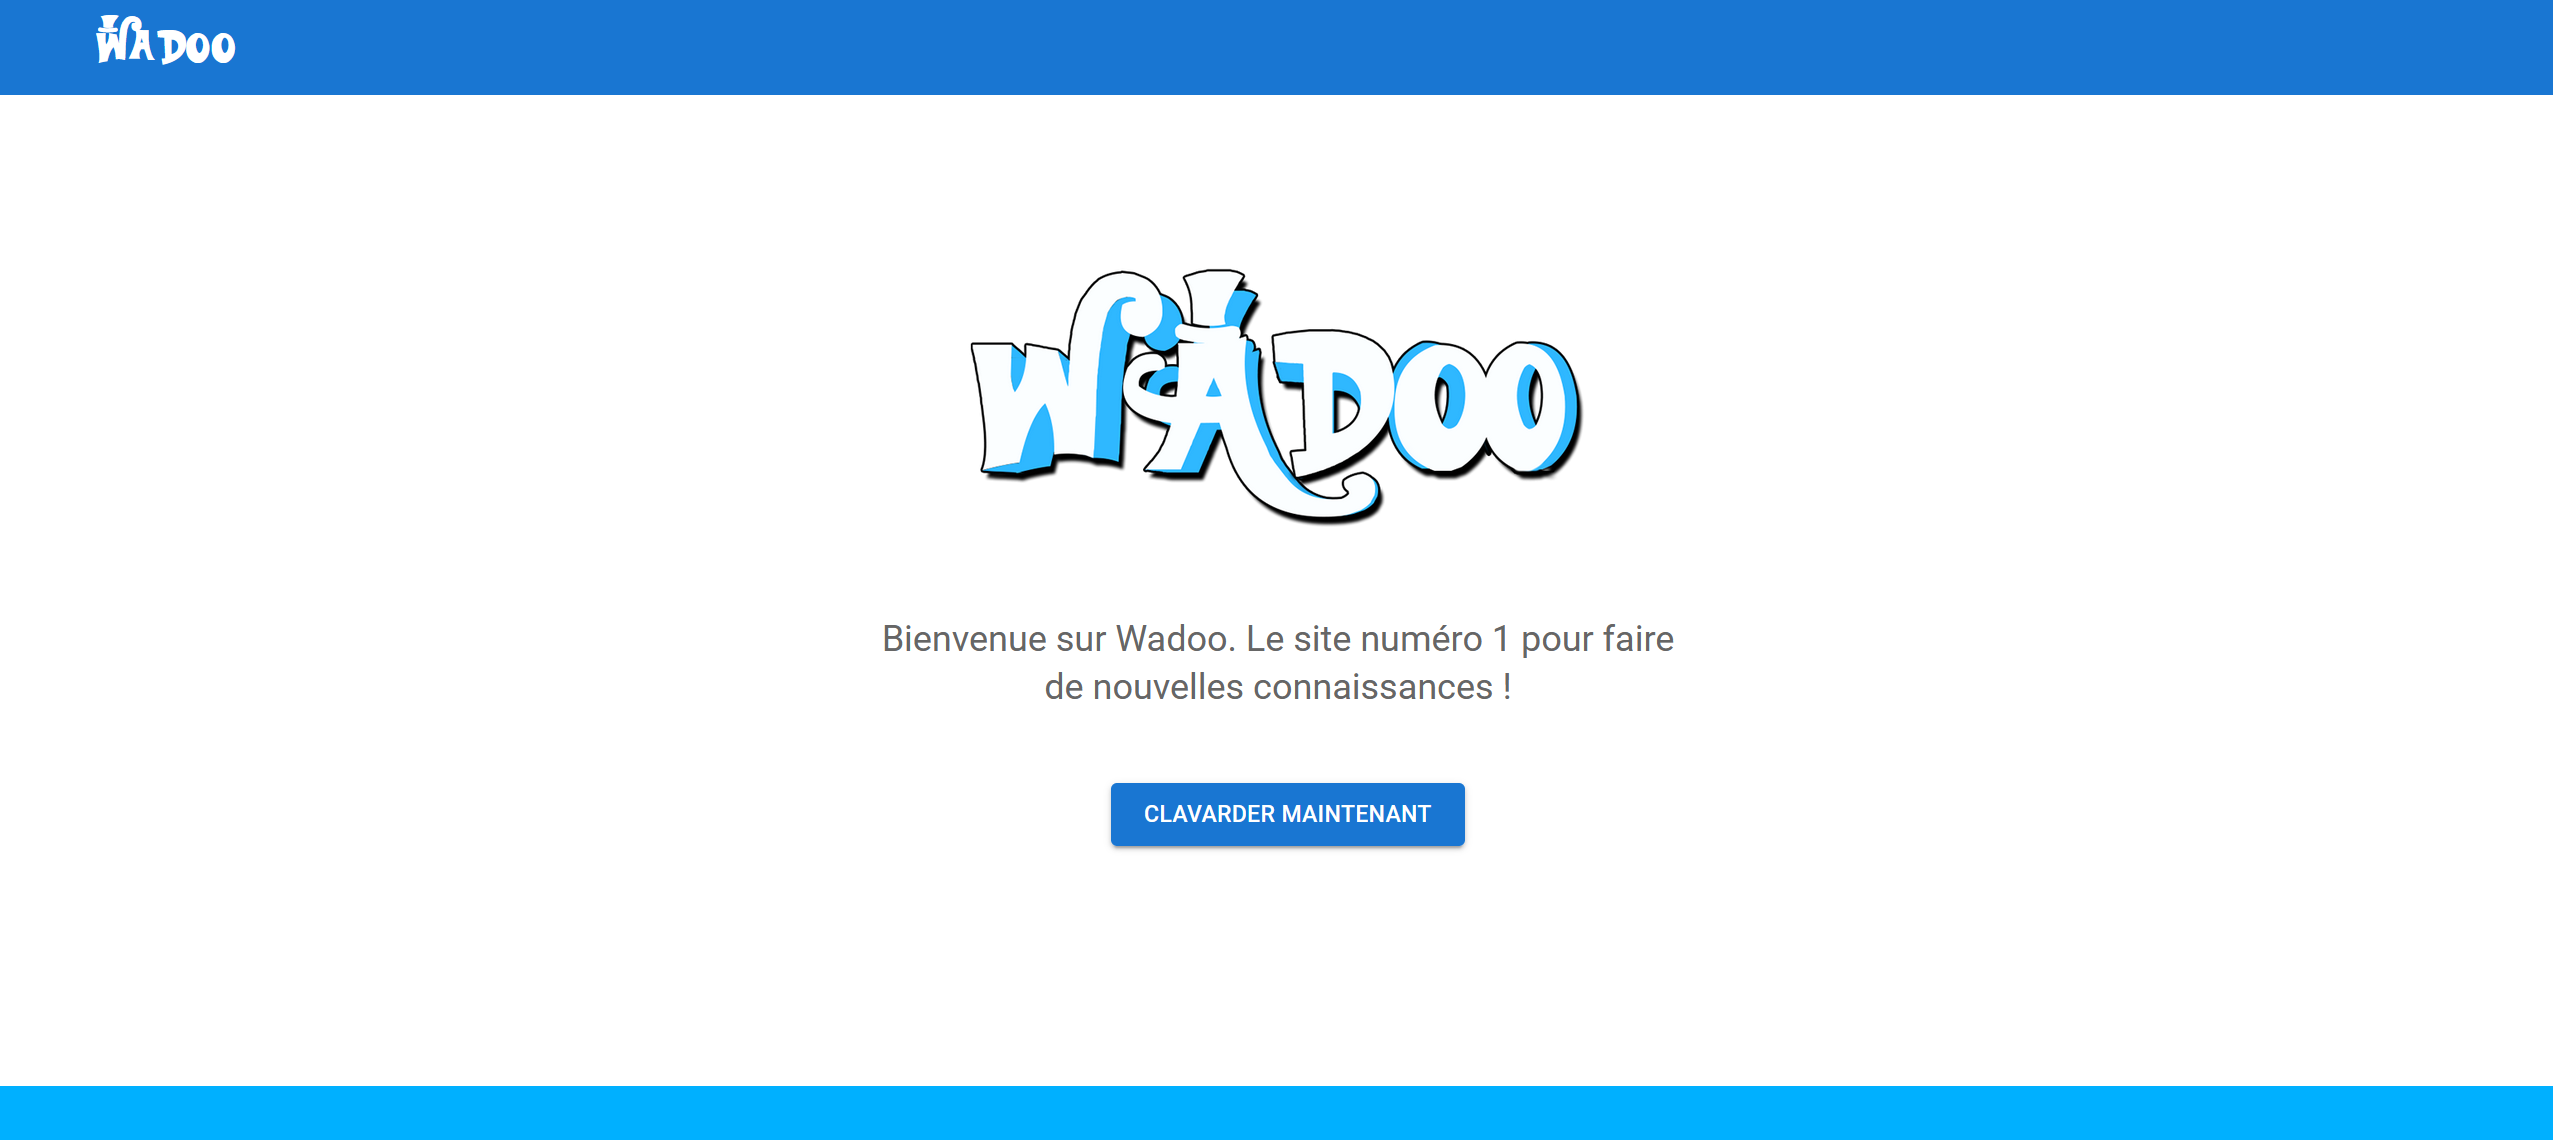 WADOO
WADOO
Bienvenue sur Wadoo. Le site numéro 1 pour faire
de nouvelles connaissances !
CLAVARDER MAINTENANT